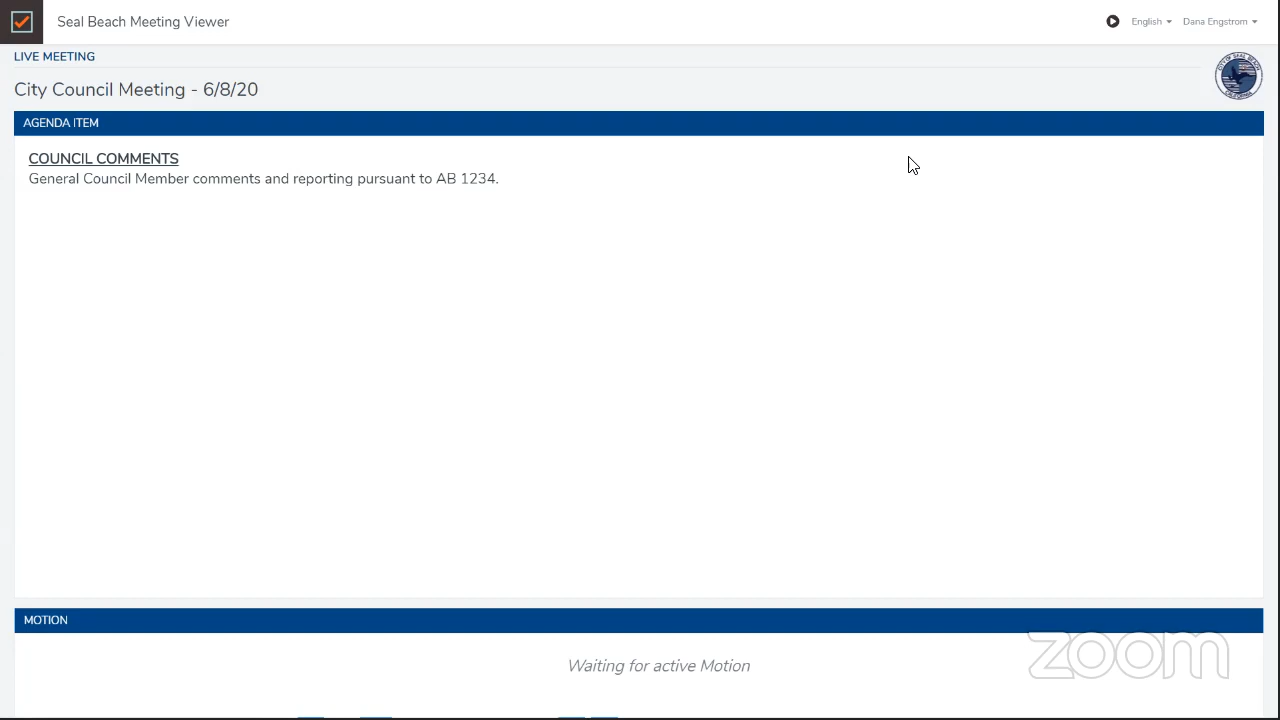 Seal Beach Meeting Viewer
English
Dana Engstrom
LIVE MEETING
City Council Meeting - 6/8/20
AGENDA ITEM
COUNCIL COMMENTS
General Council Member comments and reporting pursuant to AB 1234.
MOTION
Waiting for active Motion
zoom